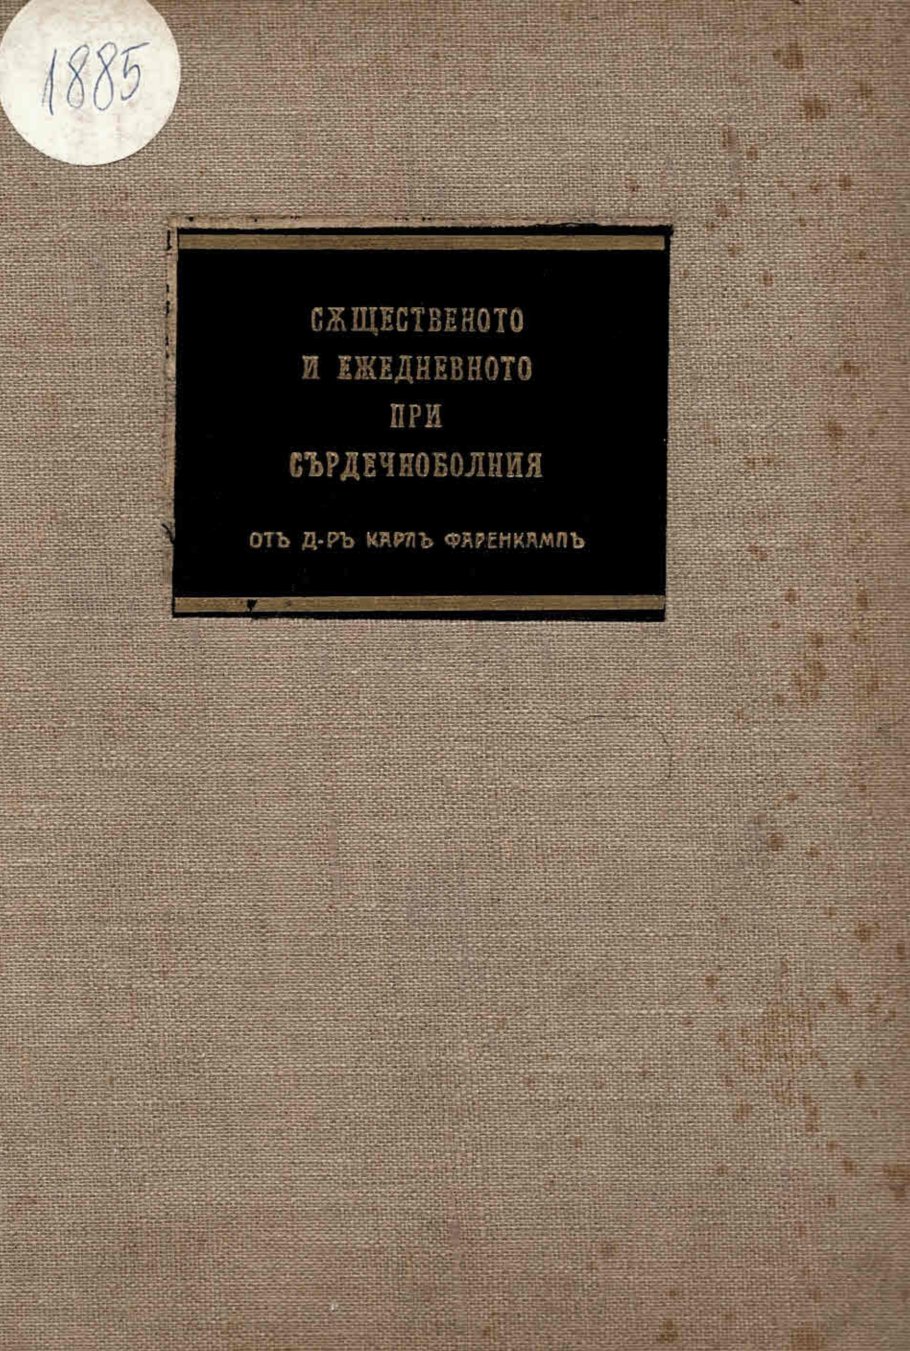 1885
СѪЩЕСТВЕНОТО
И ЕЖЕДНЕВНОТО
ПРИ
СЪРДЕЧНОБОЛНИЯ
ОТЪ Д-РЪ КАРЛЪ ФАРЕНКАМПЪ